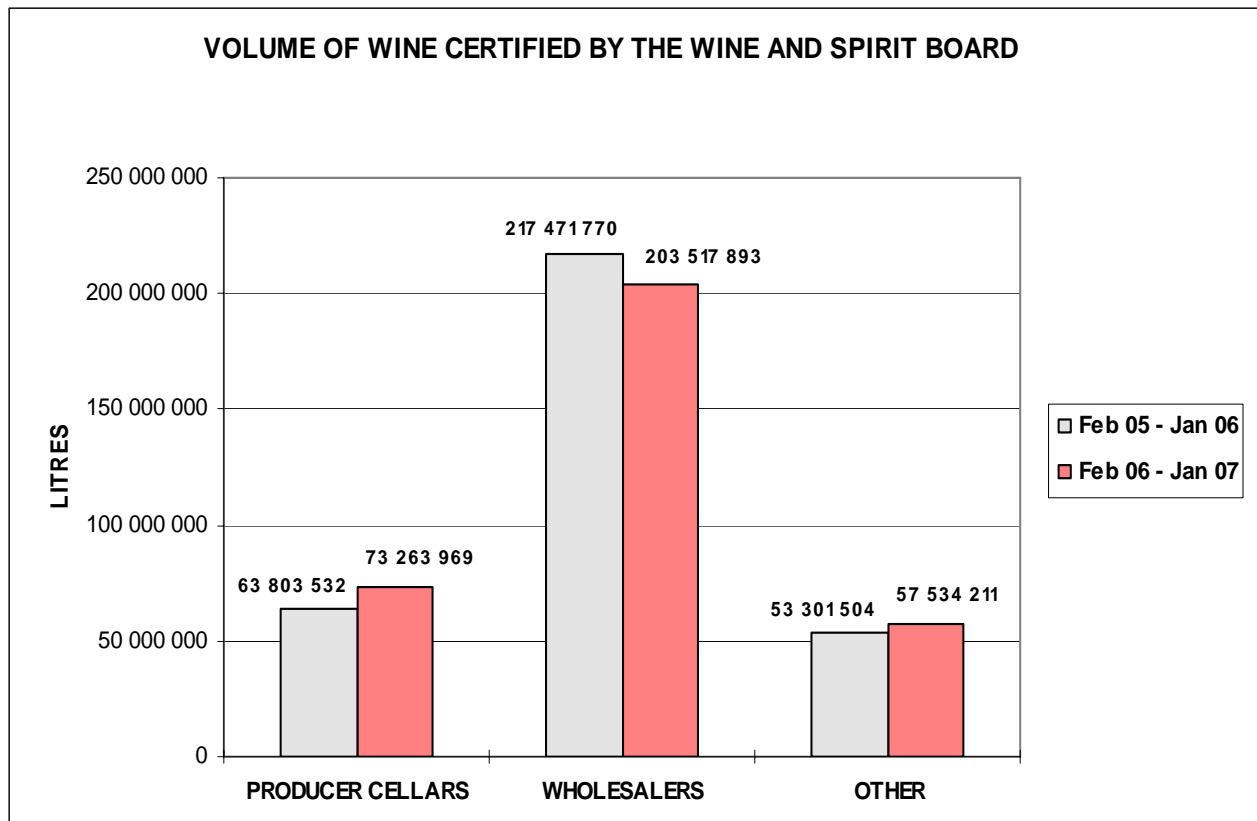 VOLUME OF WINE CERTIFIED BY THE WINE AND SPIRIT BOARD
250 000 000
200 000 000
150 000 000
100 000 000
50 000 000
0
LITRES
63 803 532
73 263 969
217 471 770
203 517 893
53 301 504
57 534 211
PRODUCER CELLARS
WHOLESALERS
OTHER
Feb 05 - Jan 06
Feb 06 - Jan 07